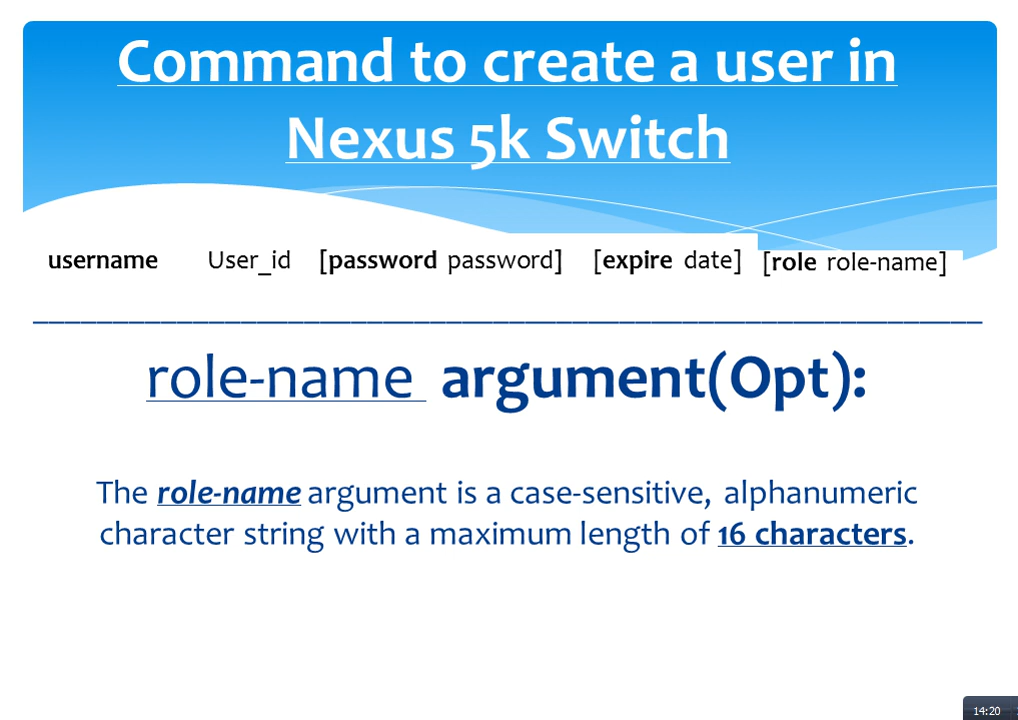 Command to create a user in
Nexus 5k Switch
username User_id [password password] [expire date] [role role-name]
role-name argument(Opt):
The role-name argument is a case-sensitive, alphanumeric
character string with a maximum length of 16 characters.
14:20